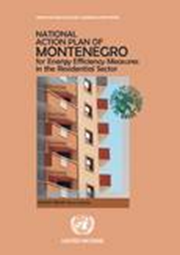 NATIONAL
ACTION PLAN OF
MONTENEGRO
for Energy Efficiency Measures
in the Residential Sector
UNITED NATIONS